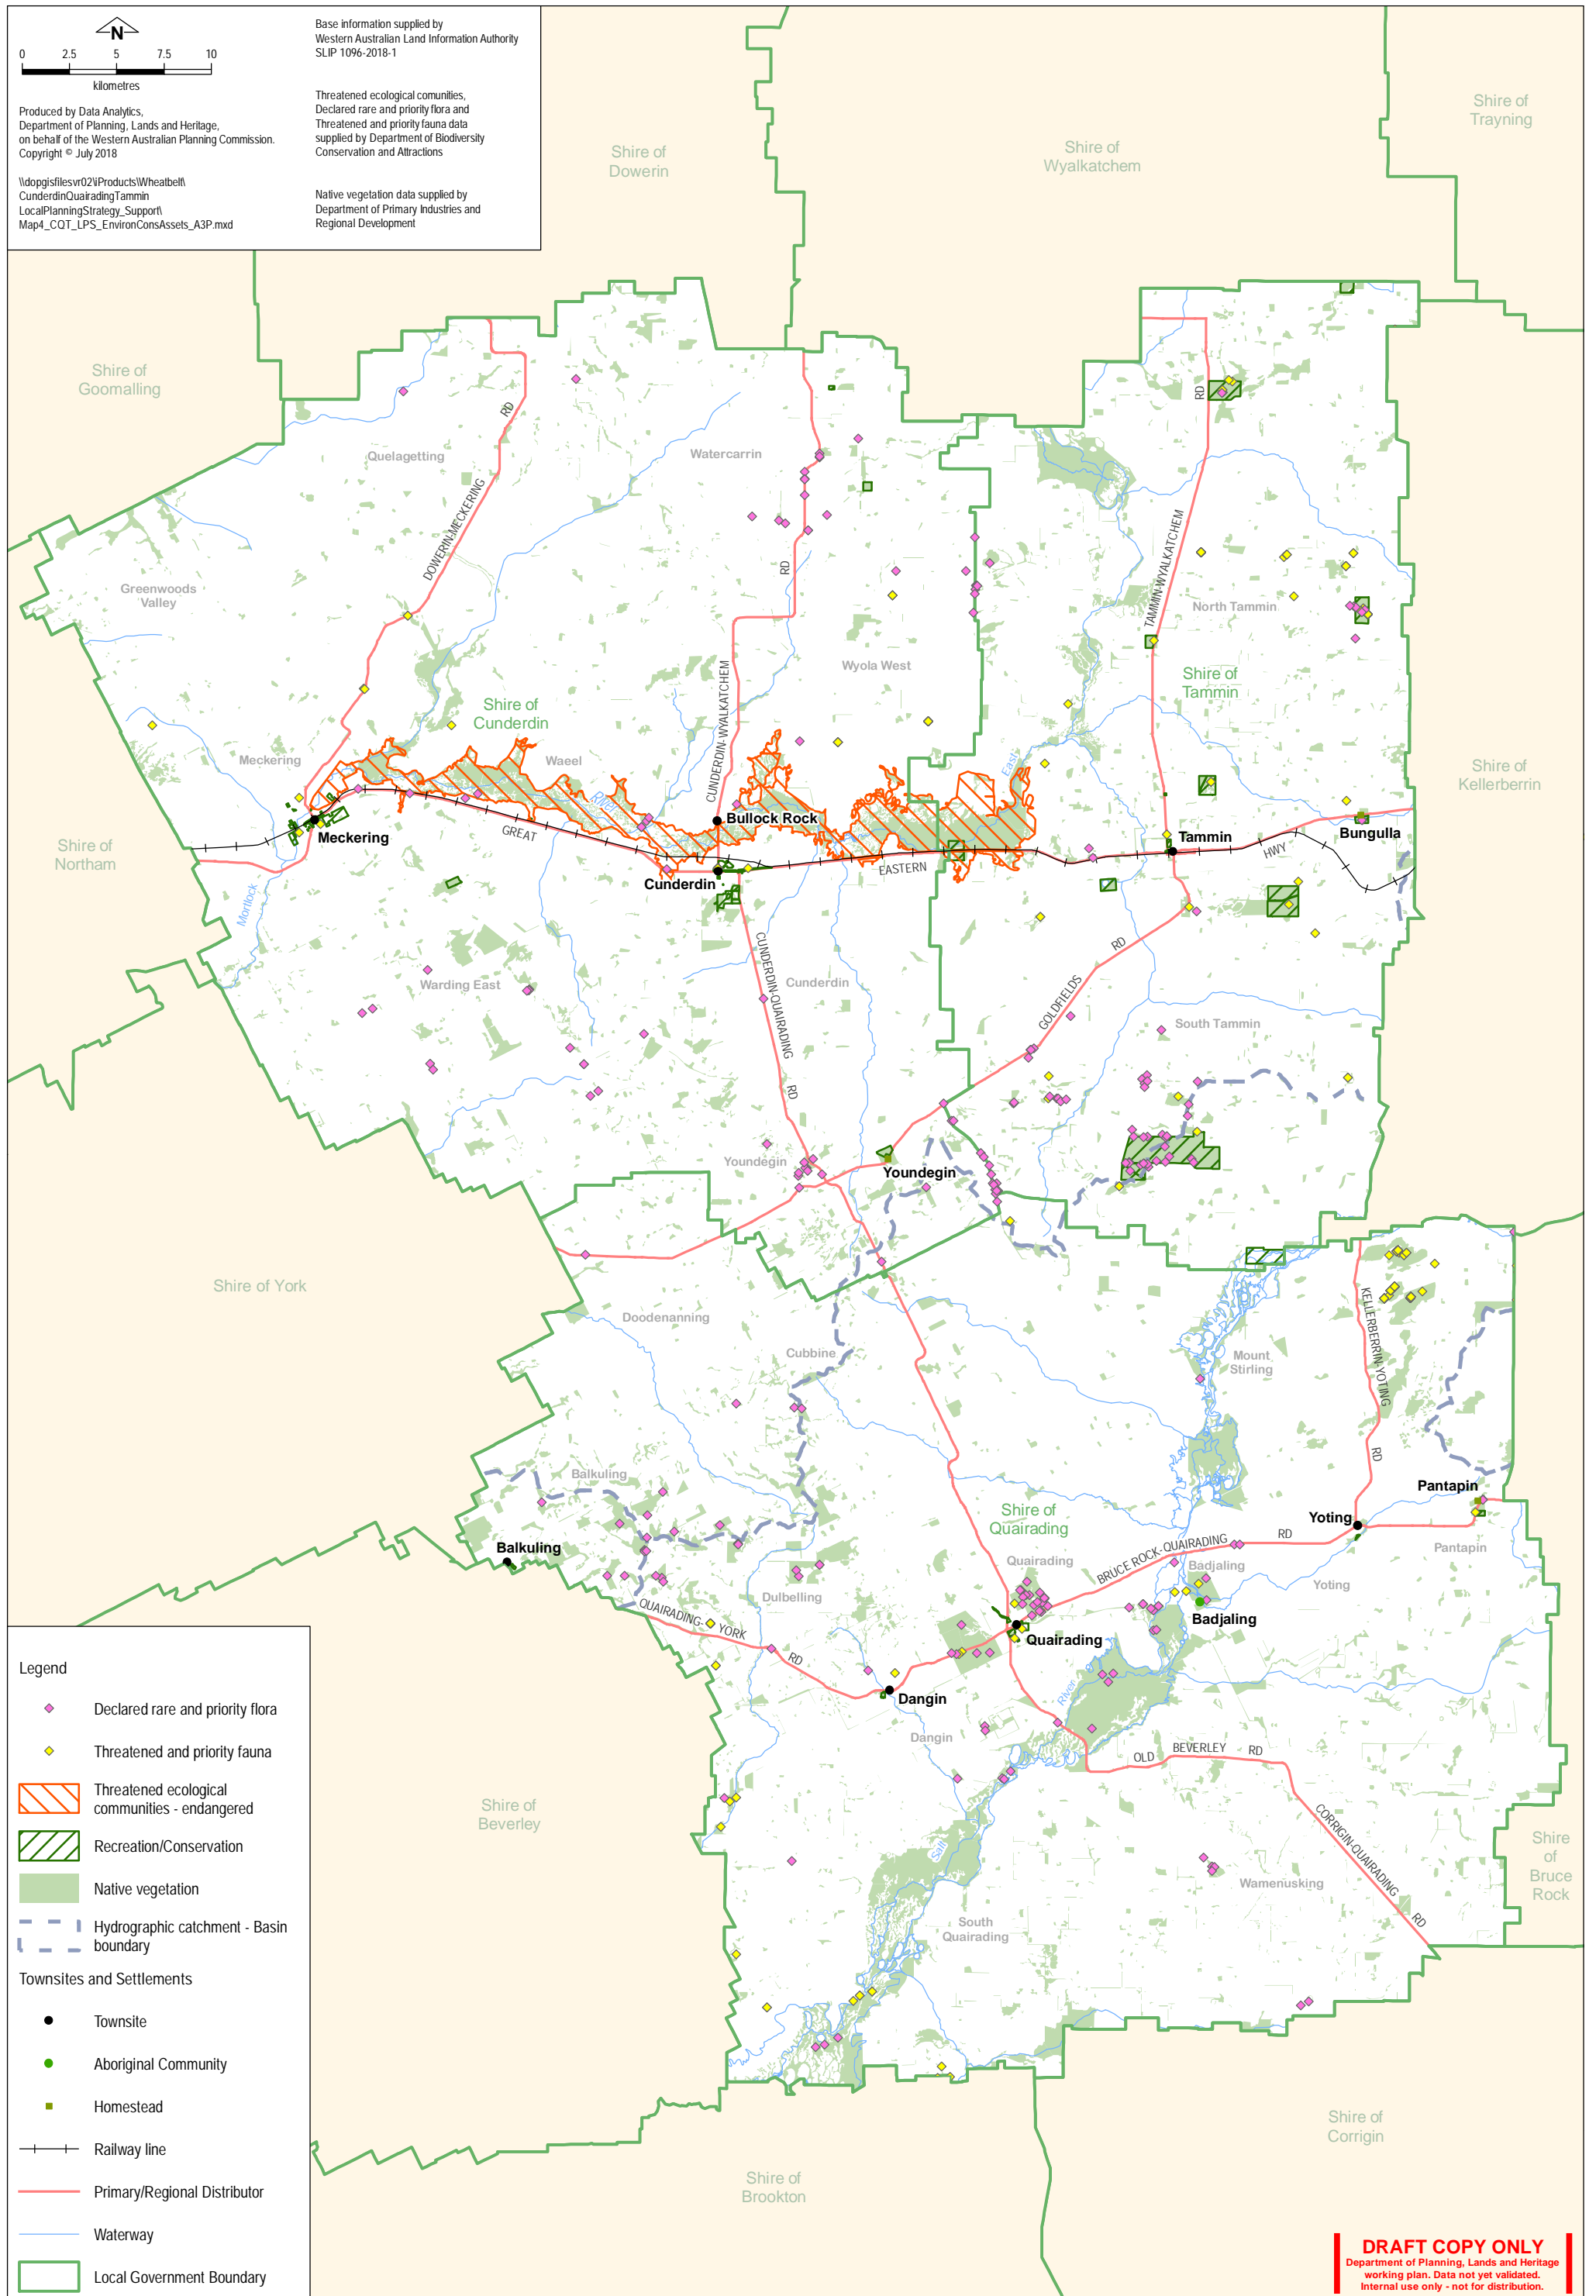 N
0 2.5 5 7.5 10
kilometres
Produced by Data Analytics,
Department of Planning, Lands and Heritage,
on behalf of the Western Australian Planning Commission.
Copyright © July 2018
\\dopgisfilesvr02\iProducts\Wheatbelt\
CunderdinQuairadingTammin
LocalPlanningStrategy_Support\
Map4_CQT_LPS_EnvironConsAssets_A3P.mxd
Base information supplied by
Western Australian Land Information Authority
SLIP 1096-2018-1
Threatened ecological comunities,
Declared rare and priority flora and
Threatened and priority fauna data
supplied by Department of Biodiversity
Conservation and Attractions
Native vegetation data supplied by
Department of Primary Industries and
Regional Development
Shire of
Dowerin
Shire of
Wyalkatchem
Shire of
Trayning
Shire of
Goomalling
Quelagetting
RD
DOWERIN-MECKERING
Watercarrin
RD
RD
TAMMIN-WYALKATCHEM
Greenwoods
Valley
North Tammin
Wyola West
Shire of
Tammin
Shire of
Cunderdin
CUNDERDIN-WYALKATCHEM
Meckering
Waeel
River
East
Shire of
Kellerberrin
Bullock Rock
Meckering
GREAT
Tammin
Bungulla
Shire of
Northam
Cunderdin
EASTERN
HWY
Mortlock
RD
CUNDERDIN-QUAIRADING
RD
Warding East
Cunderdin
GOLDFIELDS
South Tammin
Youndegin
Youndegin
Shire of York
Doodenanning
Cubbine
Mount
Stirling
KELLERBERRIN-YOTING
RD
Balkuling
Pantapin
Shire of
Quairading
Yoting
Balkuling
Quairading
BRUCE ROCK-QUAIRADING
RD
Pantapin
Badjaling
Yoting
Dulbelling
QUAIRADING-
YORK
RD
Badjaling
Quairading
River
Dangin
Dangin
OLD
BEVERLEY
RD
Shire of
Beverley
Salt
CORRIGIN-QUAIRADING
RD
Wamenusking
Shire
of
Bruce
Rock
South
Quairading
Shire of
Corrigin
Shire of
Brookton
Legend
Declared rare and priority flora
Threatened and priority fauna
Threatened ecological
communities - endangered
Recreation/Conservation
Native vegetation
Hydrographic catchment - Basin
boundary
Townsites and Settlements
Townsite
Aboriginal Community
Homestead
Railway line
Primary/Regional Distributor
Waterway
Local Government Boundary
DRAFT COPY ONLY
Department of Planning, Lands and Heritage
working plan. Data not yet validated.
Internal use only - not for distribution.